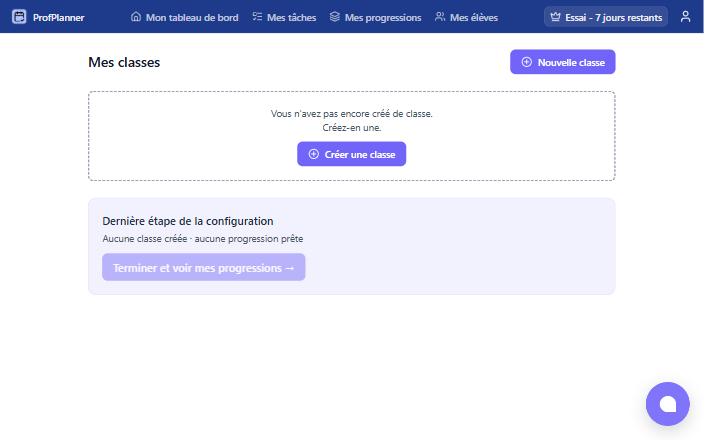 ProfPlanner
Mon tableau de bord
Mes tâches
Mes progressions
Mes élèves
Essai - 7 jours restants
Mes classes
Nouvelle classe
Vous n'avez pas encore créé de classe.
Créez-en une.
Créer une classe
Dernière étape de la configuration
Aucune classe créée · aucune progression prête
Terminer et voir mes progressions →